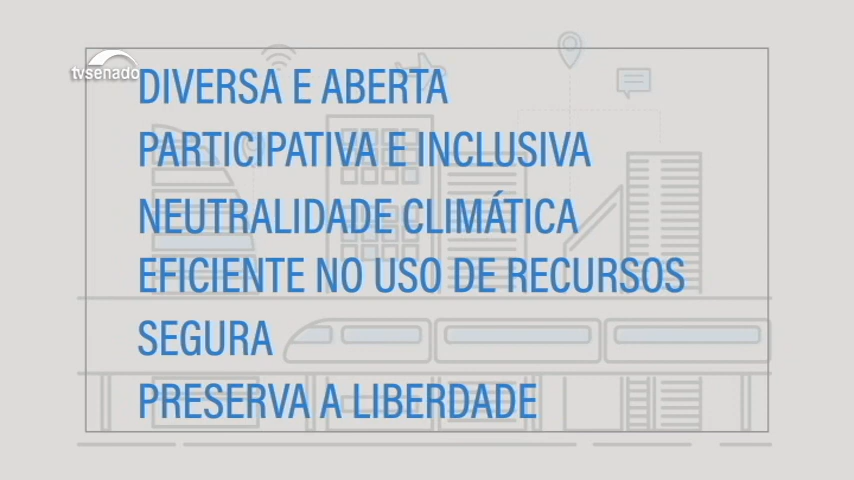 tvsenado
DIVERSA E ABERTA
PARTICIPATIVA E INCLUSIVA
NEUTRALIDADE CLIMÁTICA
EFICIENTE NO USO DE RECURSOS
SEGURA
PRESERVA A LIBERDADE